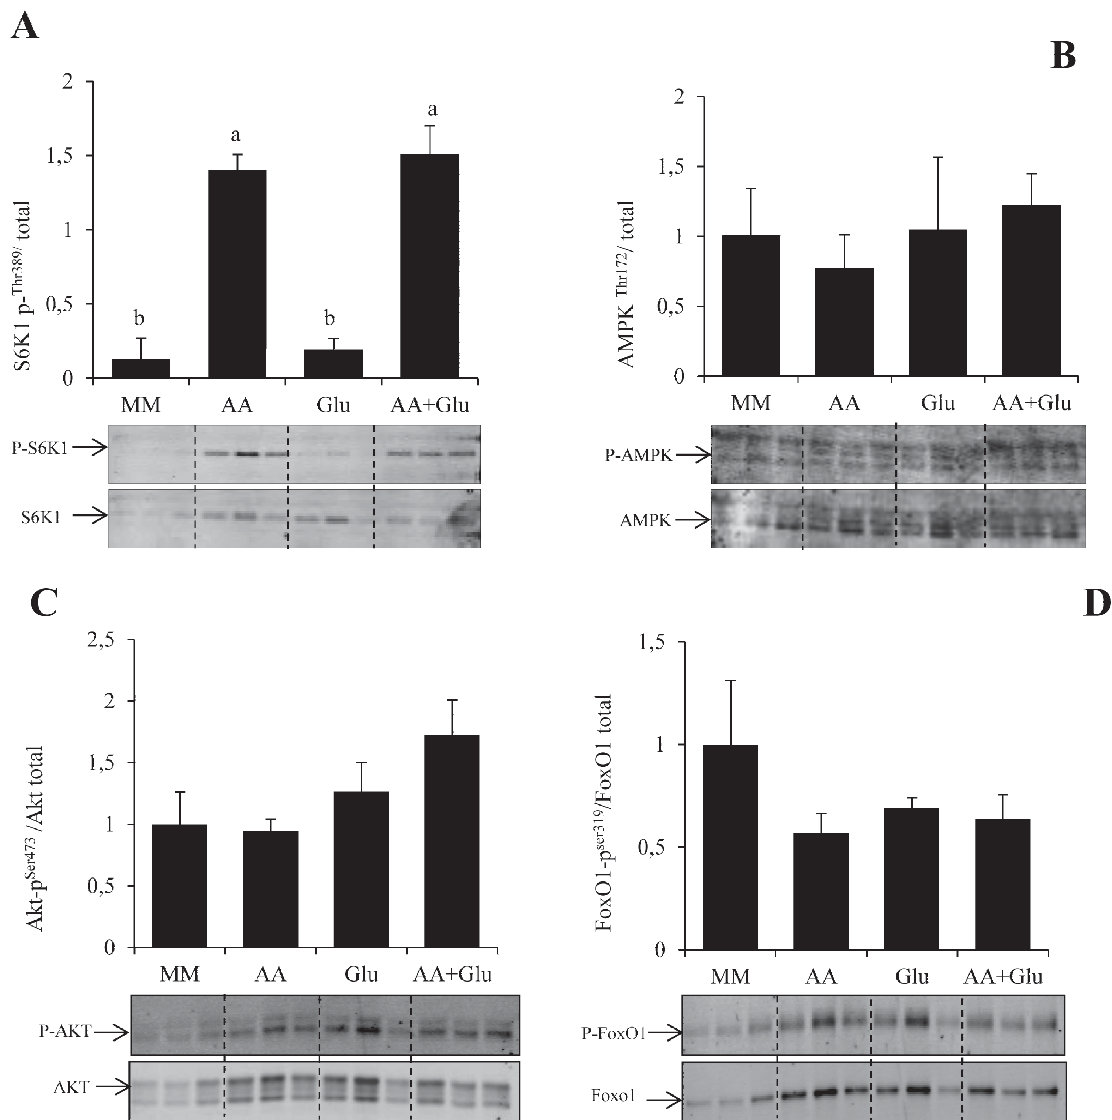 A
2
1,5
1
0,5
0
S6K1 p-Thr389/ total
a
a
b
b
MM AA Glu AA+Glu
P-S6K1
S6K1
B
2
1,5
1
0,5
0
AMPK Thr172/ total
MM AA Glu AA+Glu
P-AMPK
AMPK
C
2,5
2
1,5
1
0,5
0
Akt-pSer473 /Akt total
MM AA Glu AA+Glu
P-AKT
AKT
D
1,5
1
0,5
0
FoxO1-pser319/FoxO1 total
MM AA Glu AA+Glu
P-FoxO1
Foxo1